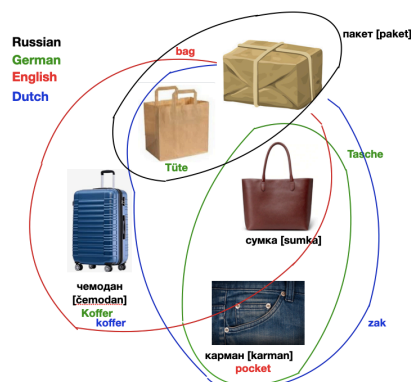 Russian
German
English
Dutch
bag
пакет [paket]
Tüte
Tasche
сумка [sumka]
чемодан
[čemodan]
Koffer
koffer
zak
карман [karman]
pocket